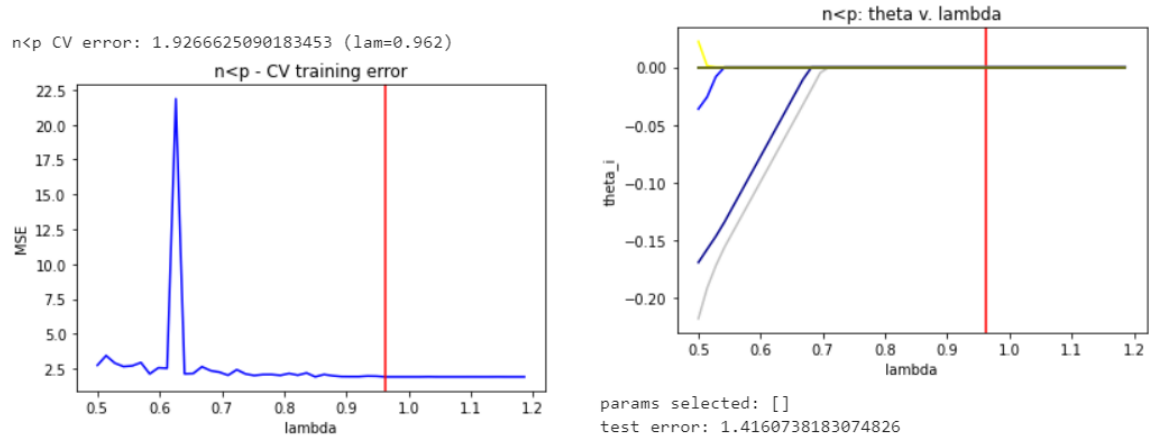 n<p CV error: 1.9266625090183453 (lam=0.962)
n<p - CV training error
22.5
20.0
17.5
15.0
12.5
10.0
7.5
5.0
2.5
MSE
0.5 0.6 0.7 0.8 0.9 1.0 1.1 1.2
lambda
n<p: theta v. lambda
0.00
−0.05
−0.10
−0.15
−0.20
theta_i
0.5 0.6 0.7 0.8 0.9 1.0 1.1 1.2
lambda
params selected: []
test error: 1.4160738183074826